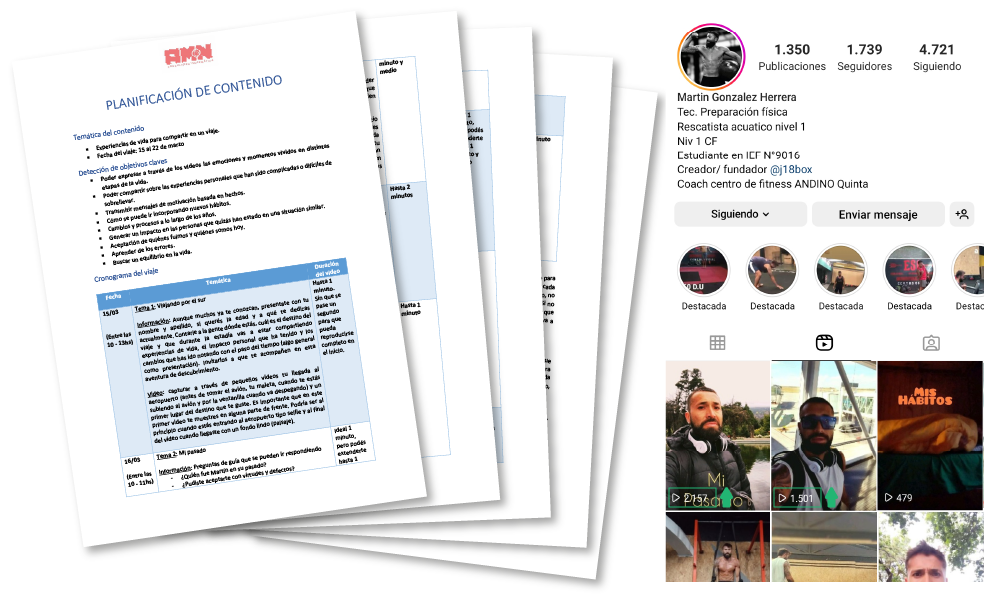 PLANIFICACIÓN DE CONTENIDO
Temática del contenido
Experiencias de vida para compartir en un viaje.
Fecha del viaje: 15 al 22 de marzo
Detección de objetivos claves
Poder expresar a través de los videos las emociones y momentos vividos en distintas
etapas de la vida.
Poder compartir sobre las experiencias personales que han sido complicadas o difíciles de
sobrellevar.
Transmitir mensajes de motivación basada en hechos.
Cómo se puede ir incorporando nuevos hábitos.
Cambios y procesos a lo largo de los años.
Generar un impacto en las personas que quizás han estado en una situación similar.
Aceptación de quiénes fuimos y quiénes somos hoy.
Aprender de los errores.
Buscar un equilibrio en la vida.
Cronograma del viaje
Fecha
Temática
Duración
del video
15/03
(Entre las
10 - 13hs)
Tema 1: Viajando por el sur
Información: Aunque muchos ya te conozcan, presentate con tu
nombre y apellido, si querés la edad y a qué te dedicas
actualmente. Contarle a la gente dónde estás, cuál es el destino del
viaje y que durante la estadía vas a estar compartiendo
experiencias de vida, el impacto personal que ha tenido y los
cambios que has ido notando con el paso del tiempo (algo general
como presentación). Invitarlos a que te acompañen en esta
aventura de descubrimiento.
Video: capturar a través de pequeños videos tu llegada al
aeropuerto (antes de tomar el avión, tu maleta, cuando te estás
subiendo al avión y por la ventanilla cuando va despegando) y un
primer lugar del destino que te guste. Es importante que en este
primer video te muestres en alguna parte de frente. Podría ser al
principio cuando estás entrando al aeropuerto tipo selfie y al final
del video cuando llegaste con un fondo lindo (paisaje).
Hasta 1
minuto.
Sin que se
pase un
segundo
para que
pueda
reproducirse
completo en
el inicio.
16/03
(Entre las
10 - 11hs)
Tema 2: Mi pasado
Información: Preguntas de guía que se pueden ir respondiendo
- ¿Quién fue Martín en su pasado?
- ¿Pudiste aceptarte con virtudes y defectos?
Ideal 1
minuto,
pero podés
extenderte
hasta 1
minuto y
medio
Hasta 2
minutos
Hasta 1
minuto
1.350
Publicaciones
1.739
Seguidores
4.721
Siguiendo
Martin Gonzalez Herrera
Tec. Preparación física
Rescatista acuatico nivel 1
Niv 1 CF
Estudiante en IEF N°9016
Creador/ fundador @j18box
Coach centro de fitness ANDINO Quinta
Siguiendo
Enviar mensaje
Destacada
Destacada
Destacada
Destacada
Destac
Mi
Pasado
2.157
1.501
MIS
HABITOS
479